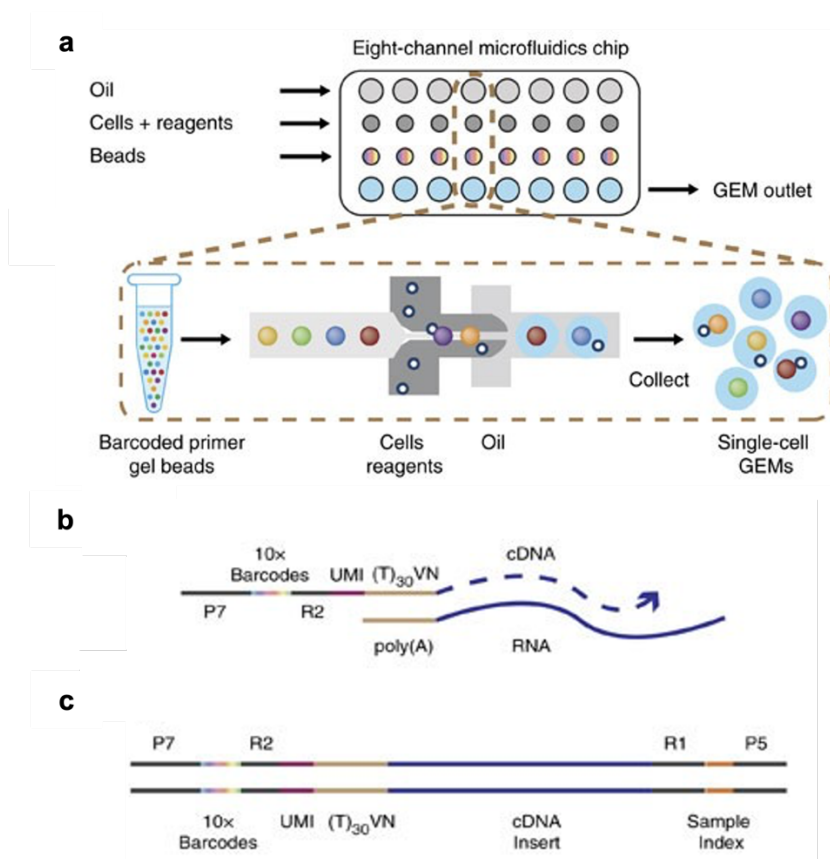 a
Eight-channel microfluidics chip
Oil
Cells + reagents
Beads
GEM outlet
Collect
Barcoded primer
gel beads
Cells
reagents
Oil
Single-cell
GEMs
b
10×
Barcodes
UMI
(T)30VN
cDNA
P7
R2
poly(A)
RNA
c
P7
R2
R1
P5
10×
Barcodes
UMI
(T)30VN
cDNA
Insert
Sample
Index